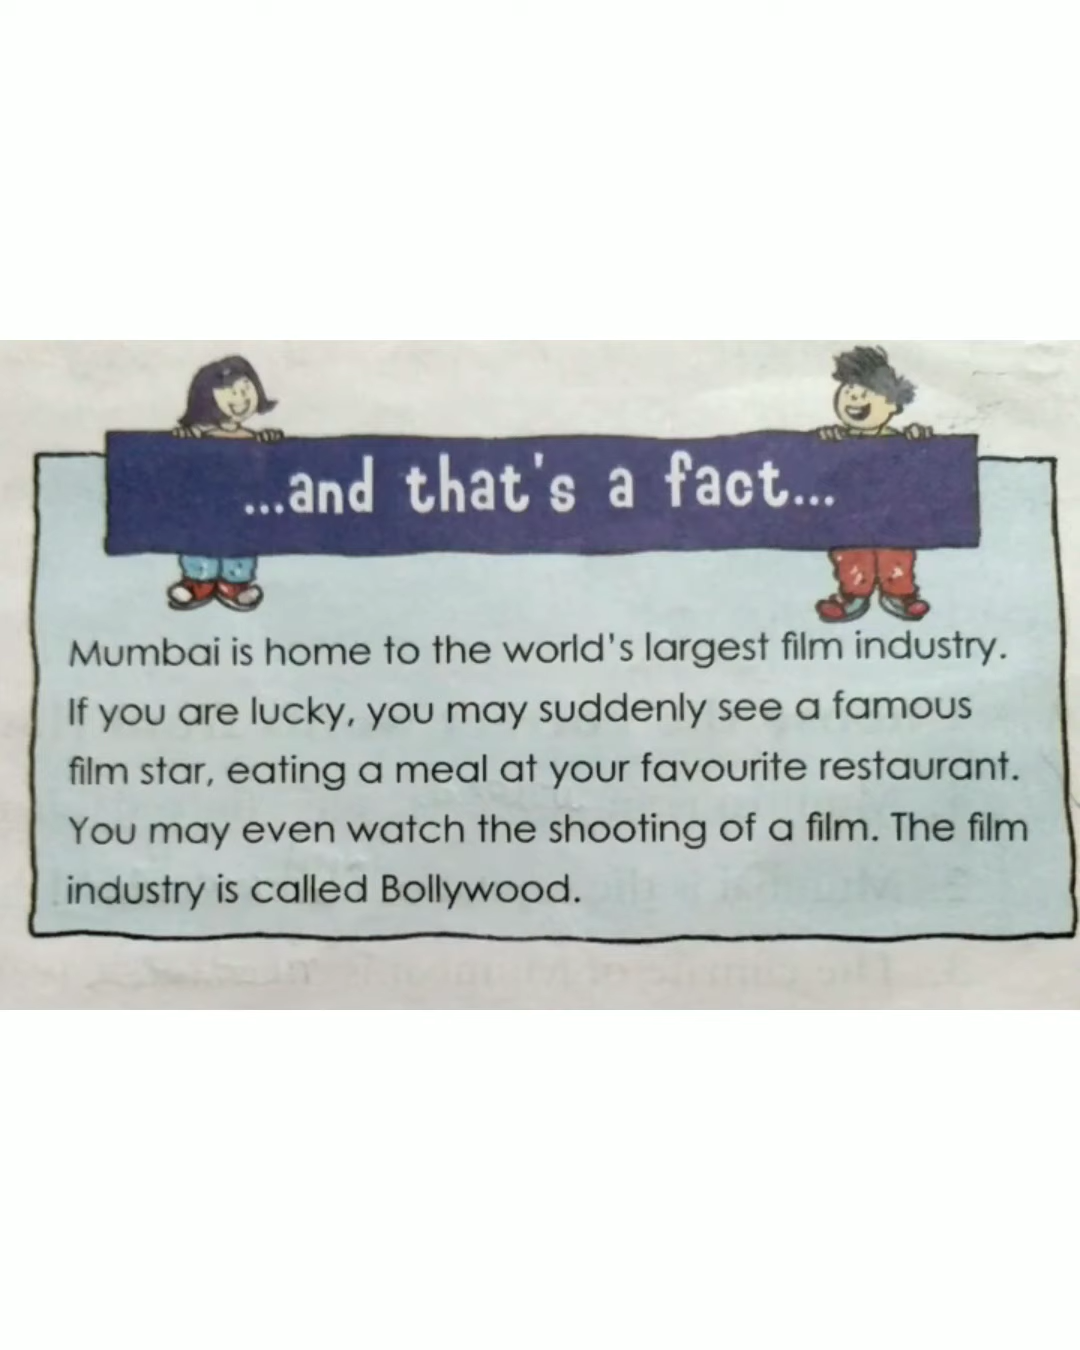 ...and that's a fact...
Mumbai is home to the world's largest film industry.
If you are lucky, you may suddenly see a famous
film star, eating a meal at your favourite restaurant.
You may even watch the shooting of a film. The film
industry is called Bollywood.